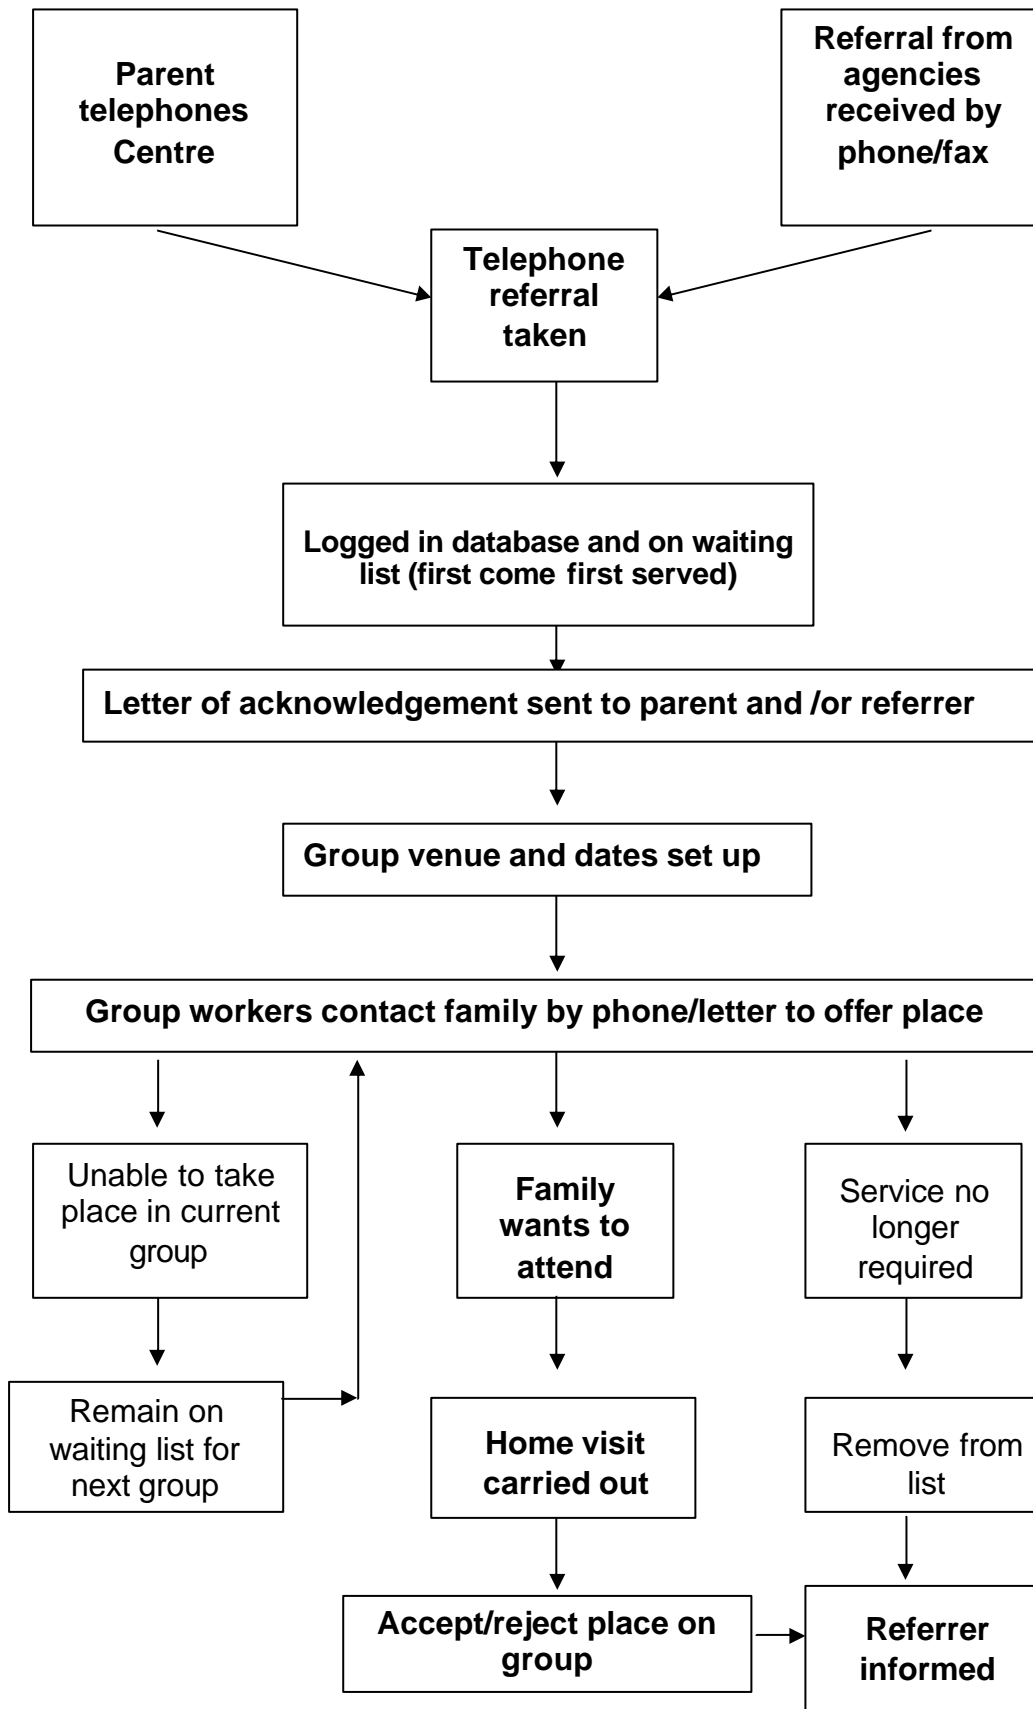 Parent
telephones
Centre
Referral from
agencies
received by
phone/fax
Telephone
referral
taken
Logged in database and on waiting
list (first come first served)
Letter of acknowledgement sent to parent and /or referrer
Group venue and dates set up
Group workers contact family by phone/letter to offer place
Unable to take
place in current
group
Family
wants to
attend
Service no
longer
required
Remain on
waiting list for
next group
Home visit
carried out
Remove from
list
Accept/reject place on
group
Referrer
informed